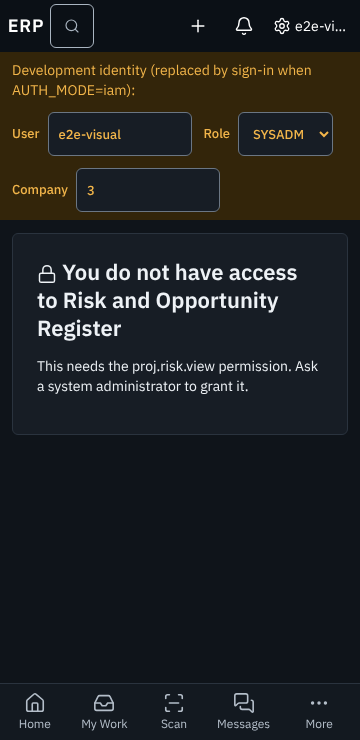 ERP
e2e-vi...
Development identity (replaced by sign-in when
AUTH_MODE=iam):
User
e2e-visual
Role
SYSADM
Company
3
You do not have access
to Risk and Opportunity
Register
This needs the proj.risk.view permission. Ask
a system administrator to grant it.
Home
My Work
Scan
Messages
More